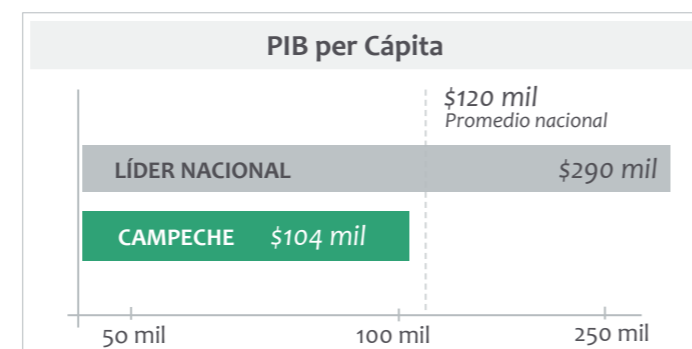 PIB per Cápita
$120 mil
Promedio nacional
LÍDER NACIONAL $290 mil
CAMPECHE $104 mil
50 mil 100 mil 250 mil